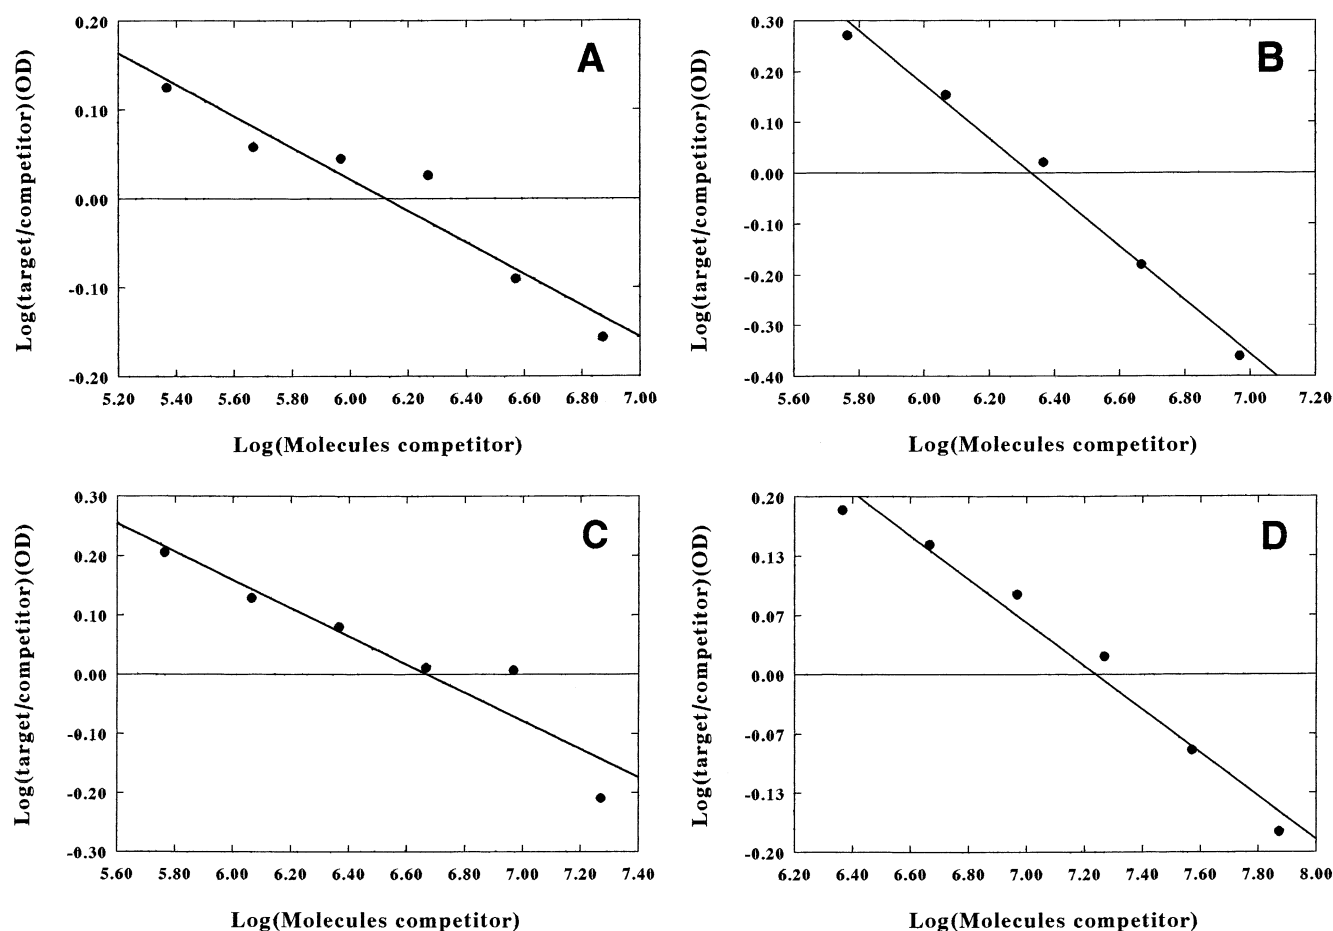 A
Log(target/competitor)(OD)
0.20
0.10
0.00
-0.10
-0.20
5.20 5.40 5.60 5.80 6.00 6.20 6.40 6.60 6.80 7.00
Log(Molecules competitor)
B
Log(target/competitor)(OD)
0.30
0.20
0.10
0.00
-0.10
-0.20
-0.30
-0.40
5.60 5.80 6.00 6.20 6.40 6.60 6.80 7.00 7.20
Log(Molecules competitor)
C
Log(target/competitor)(OD)
0.30
0.20
0.10
0.00
-0.10
-0.20
-0.30
5.60 5.80 6.00 6.20 6.40 6.60 6.80 7.00 7.20 7.40
Log(Molecules competitor)
D
Log(target/competitor)(OD)
0.20
0.13
0.07
0.00
-0.07
-0.13
-0.20
6.20 6.40 6.60 6.80 7.00 7.20 7.40 7.60 7.80 8.00
Log(Molecules competitor)